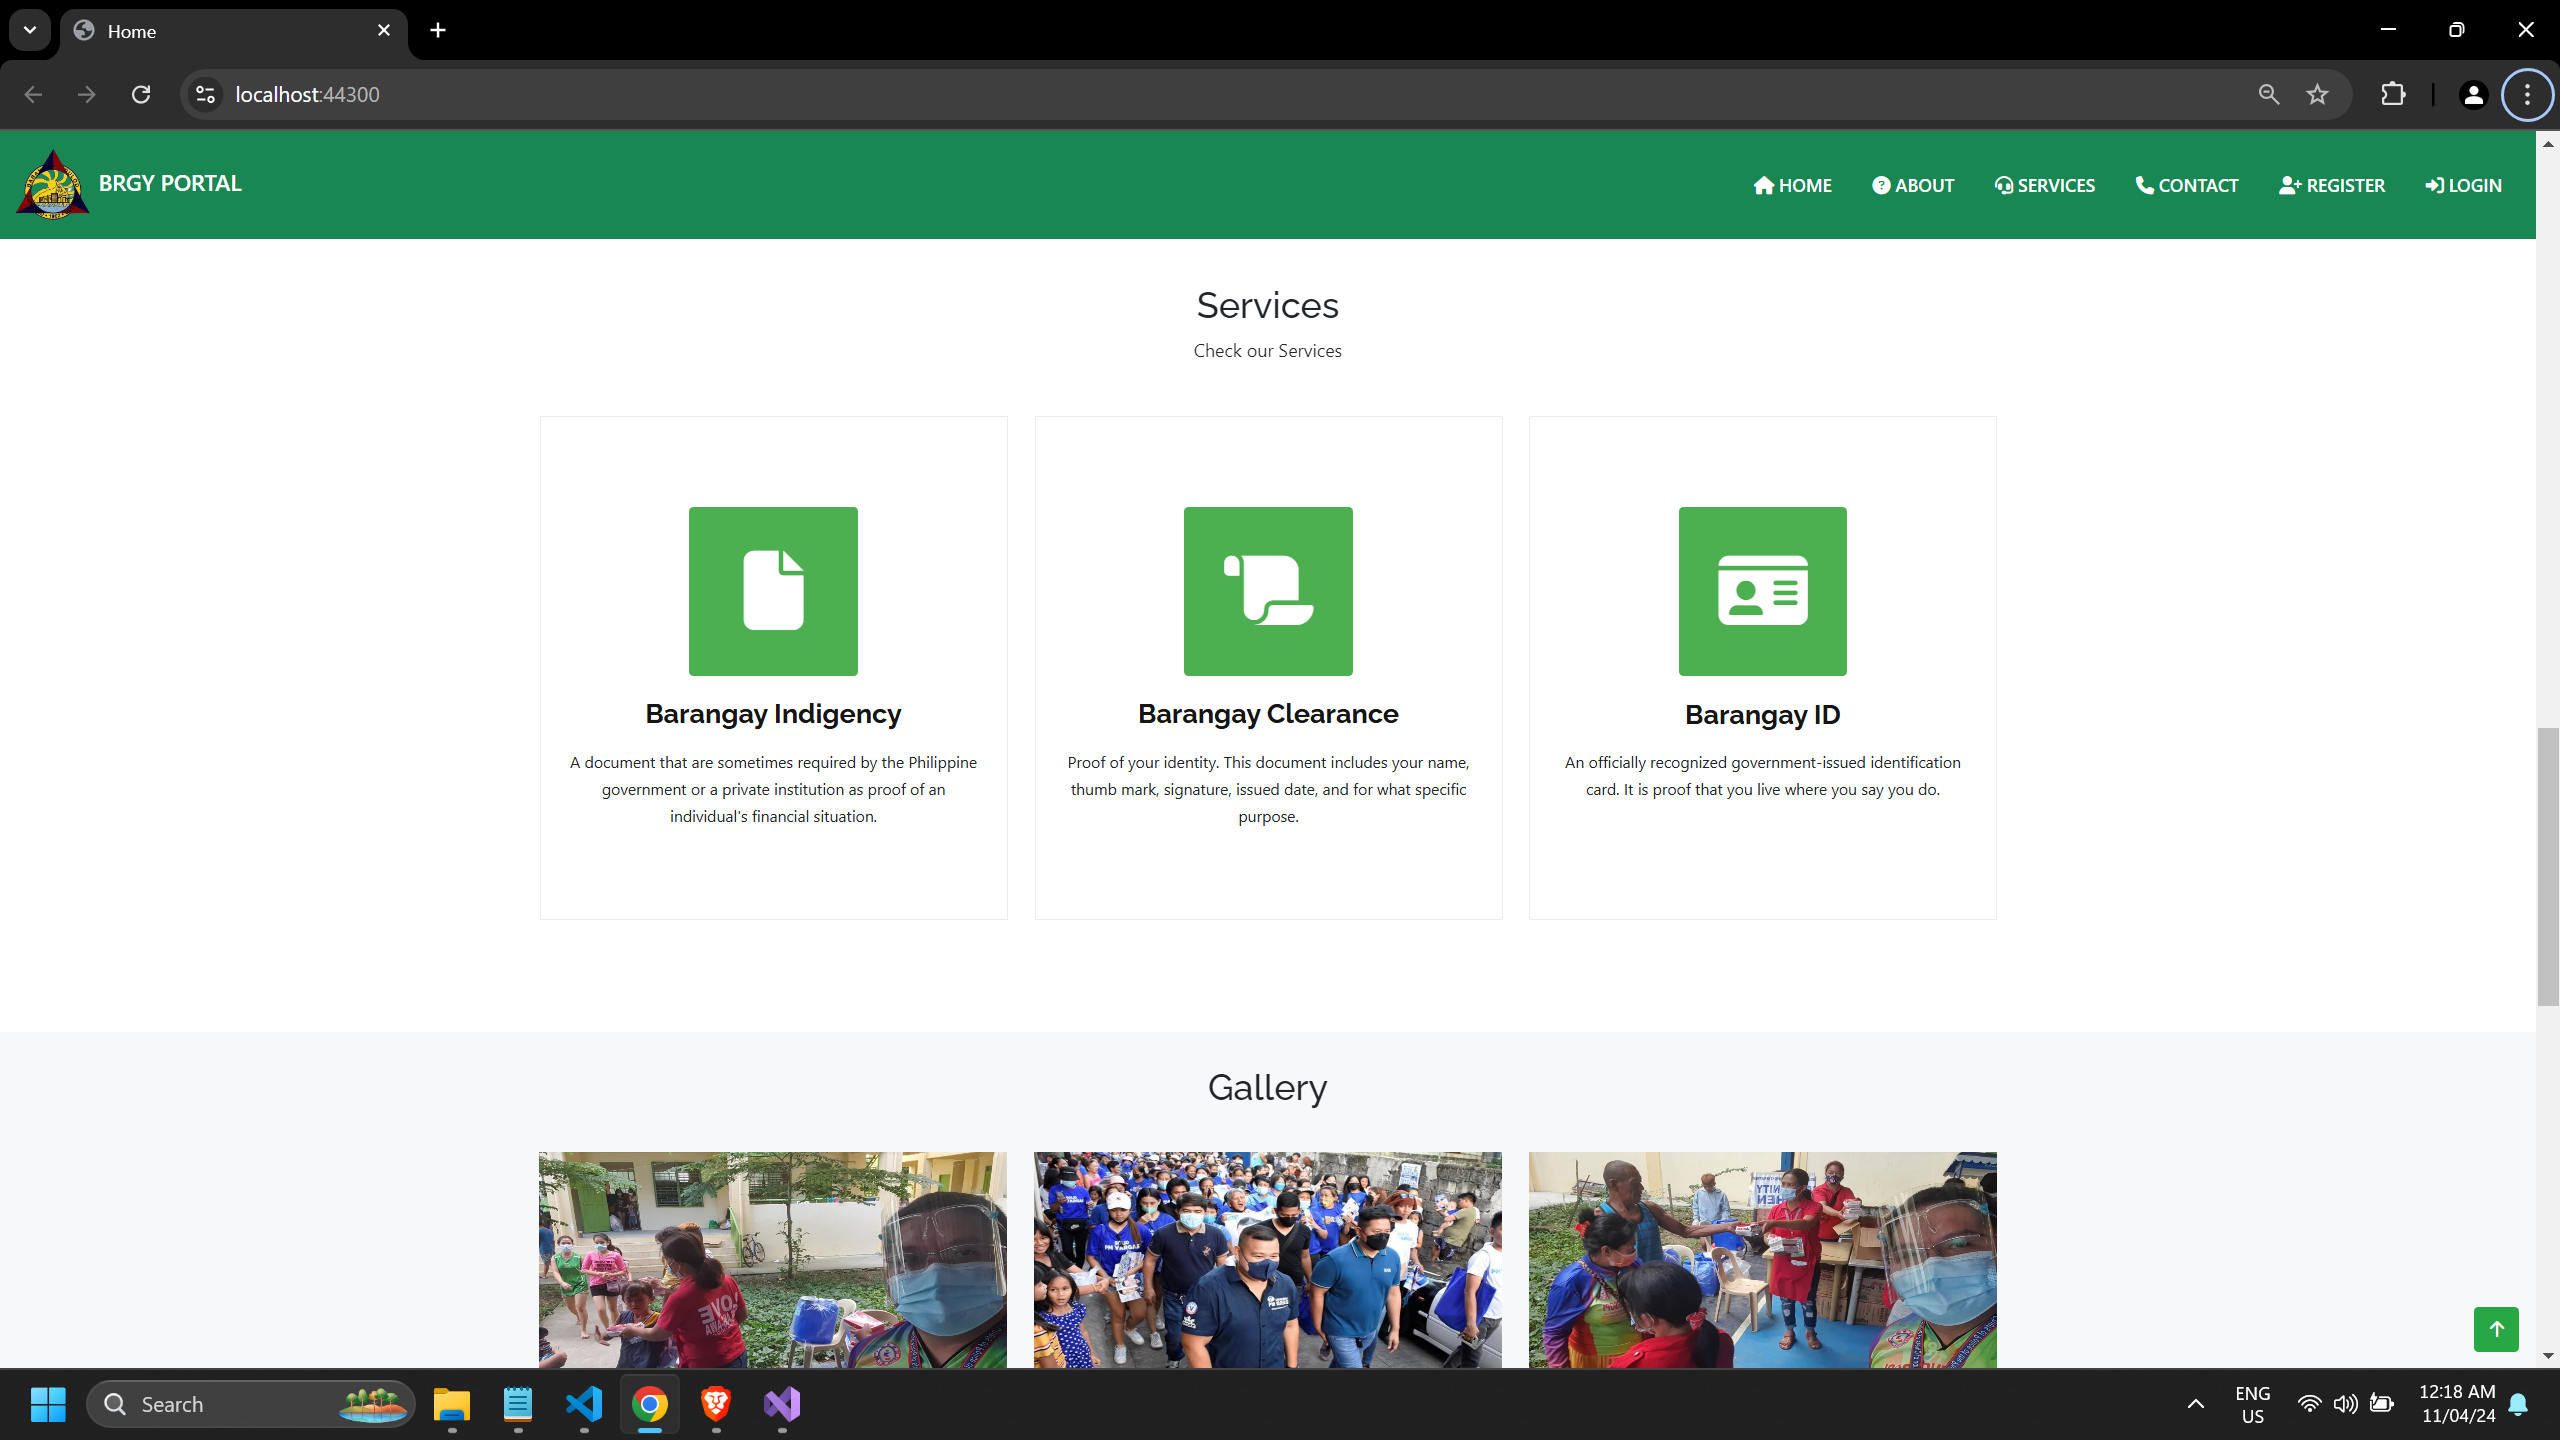 Home
localhost:44300
BRGY PORTAL
HOME
ABOUT
SERVICES
CONTACT
REGISTER
LOGIN
Services
Check our Services
Barangay Indigency
A document that are sometimes required by the Philippine
government or a private institution as proof of an
individual's financial situation.
Barangay Clearance
Proof of your identity. This document includes your name,
thumb mark, signature, issued date, and for what specific
purpose.
Barangay ID
An officially recognized government-issued identification
card. It is proof that you live where you say you do.
Gallery
Search
ENG
US
12:18 AM
11/04/24